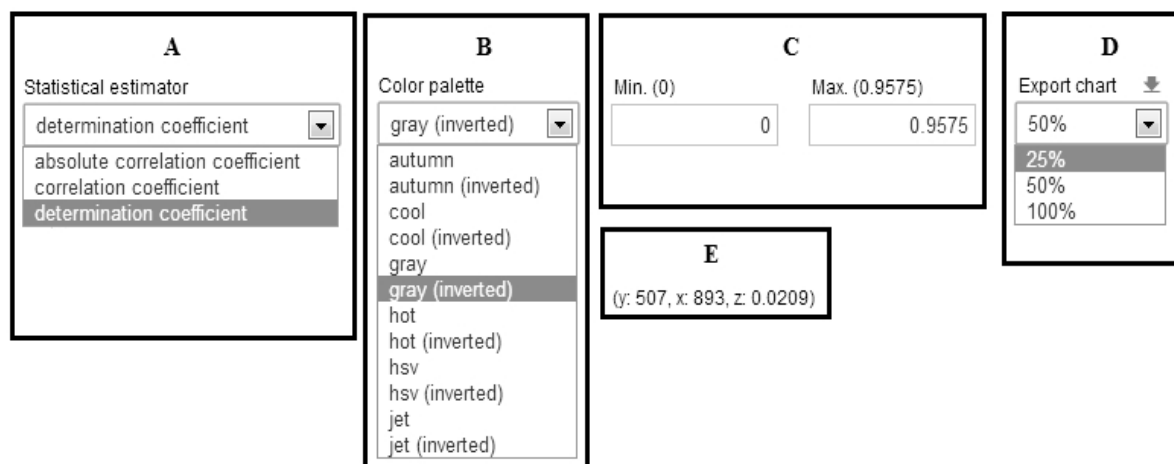 A
Statistical estimator
determination coefficient
absolute correlation coefficient
correlation coefficient
determination coefficient
B
Color palette
gray (inverted)
autumn
autumn (inverted)
cool
cool (inverted)
gray
gray (inverted)
hot
hot (inverted)
hsv
hsv (inverted)
jet
jet (inverted)
C
Min. (0)
Max. (0.9575)
0
0.9575
D
Export chart
50%
25%
50%
100%
E
(y: 507, x: 893, z: 0.0209)